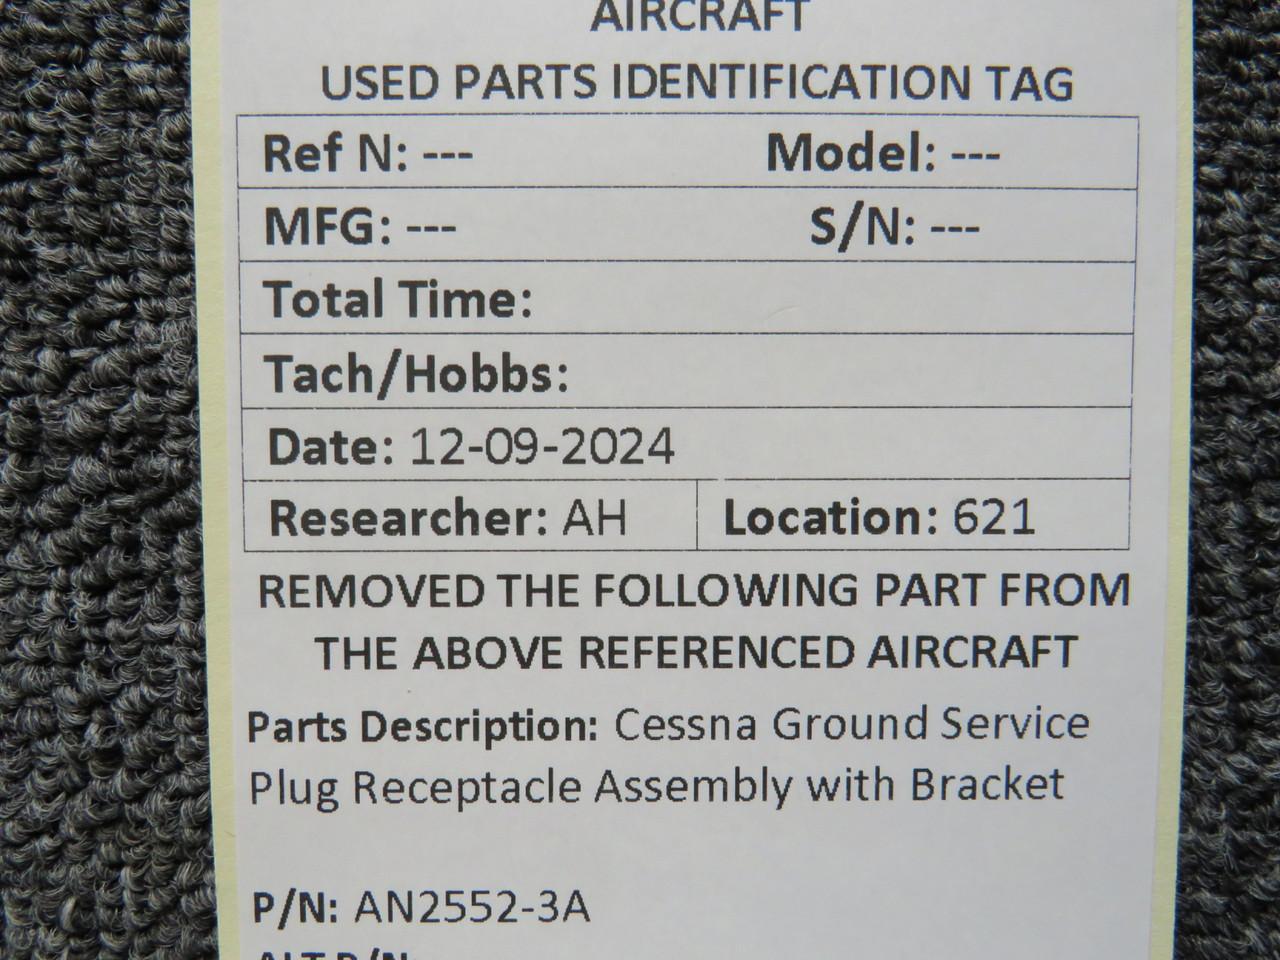 AIRCRAFT
USED PARTS IDENTIFICATION TAG
Ref N: --- Model: ---
MFG: --- S/N: ---
Total Time:
Tach/Hobbs:
Date: 12-09-2024
Researcher: AH Location: 621
REMOVED THE FOLLOWING PART FROM
THE ABOVE REFERENCED AIRCRAFT
Parts Description: Cessna Ground Service
Plug Receptacle Assembly with Bracket
P/N: AN2552-3A
ALT P/N: